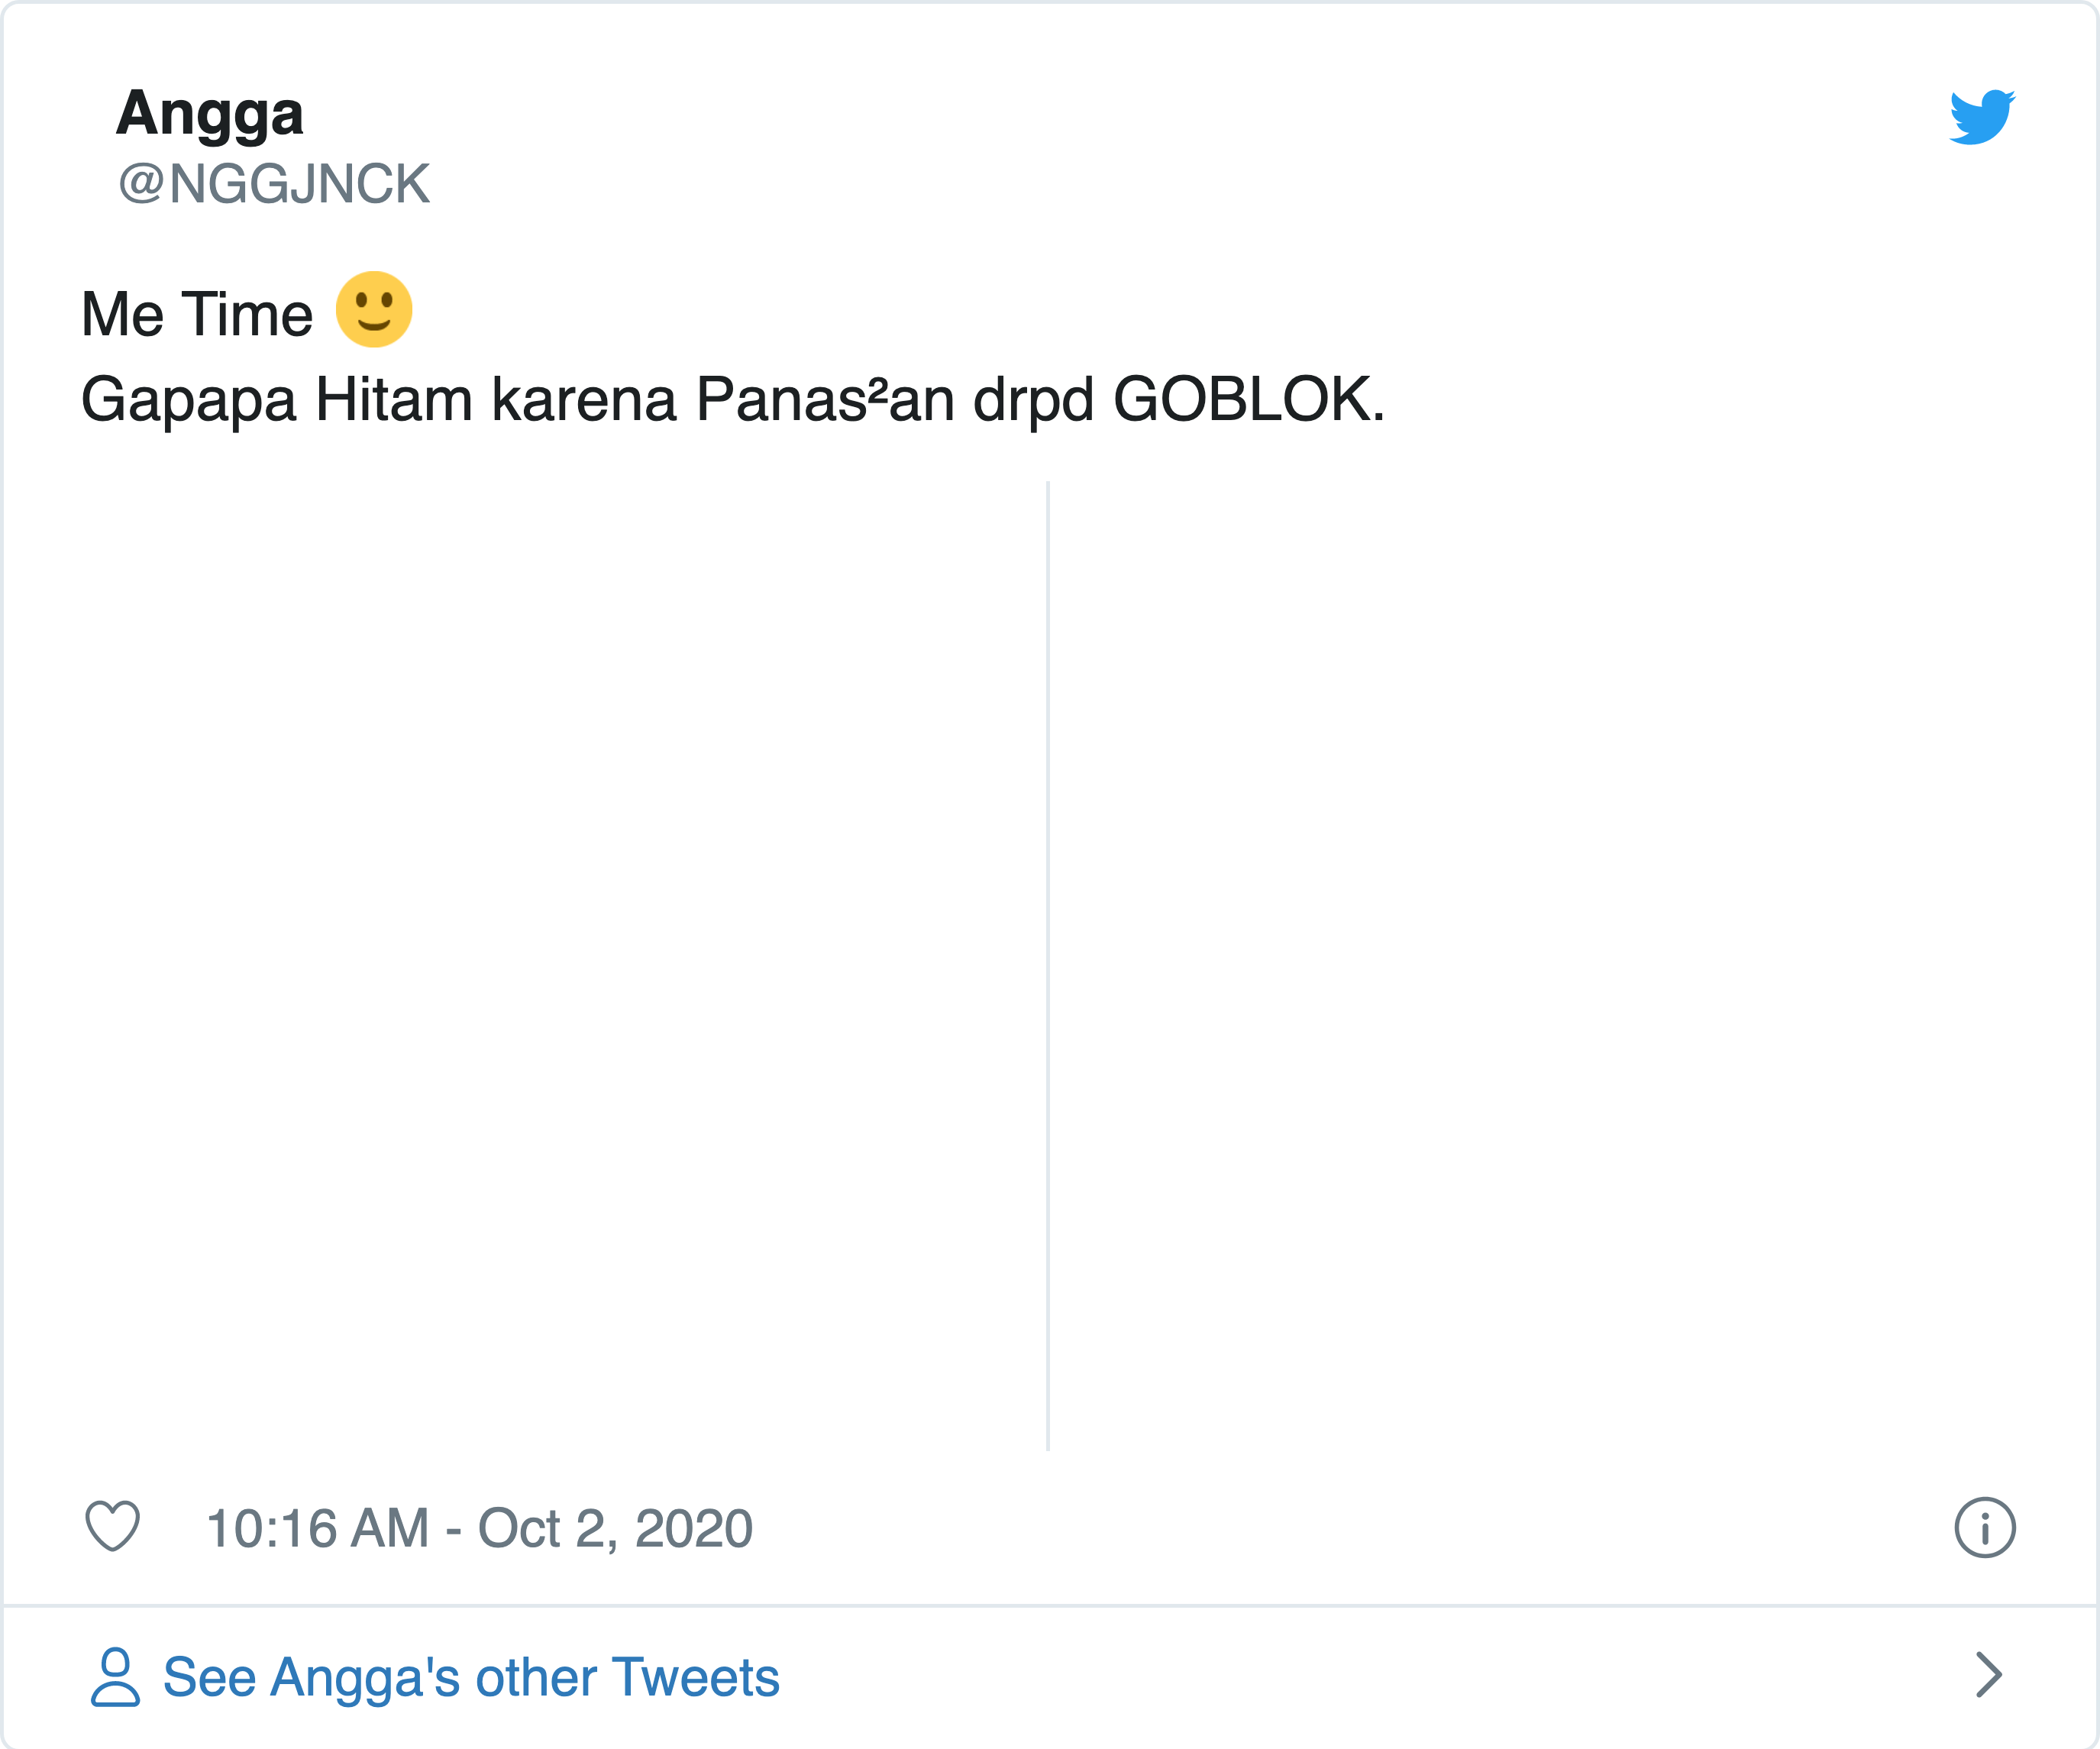 Angga
@NGGJNCK
Me Time 🙂
Gapapa Hitam karena Panas²an drpd GOBLOK.
10:16 AM - Oct 2, 2020
See Angga's other Tweets